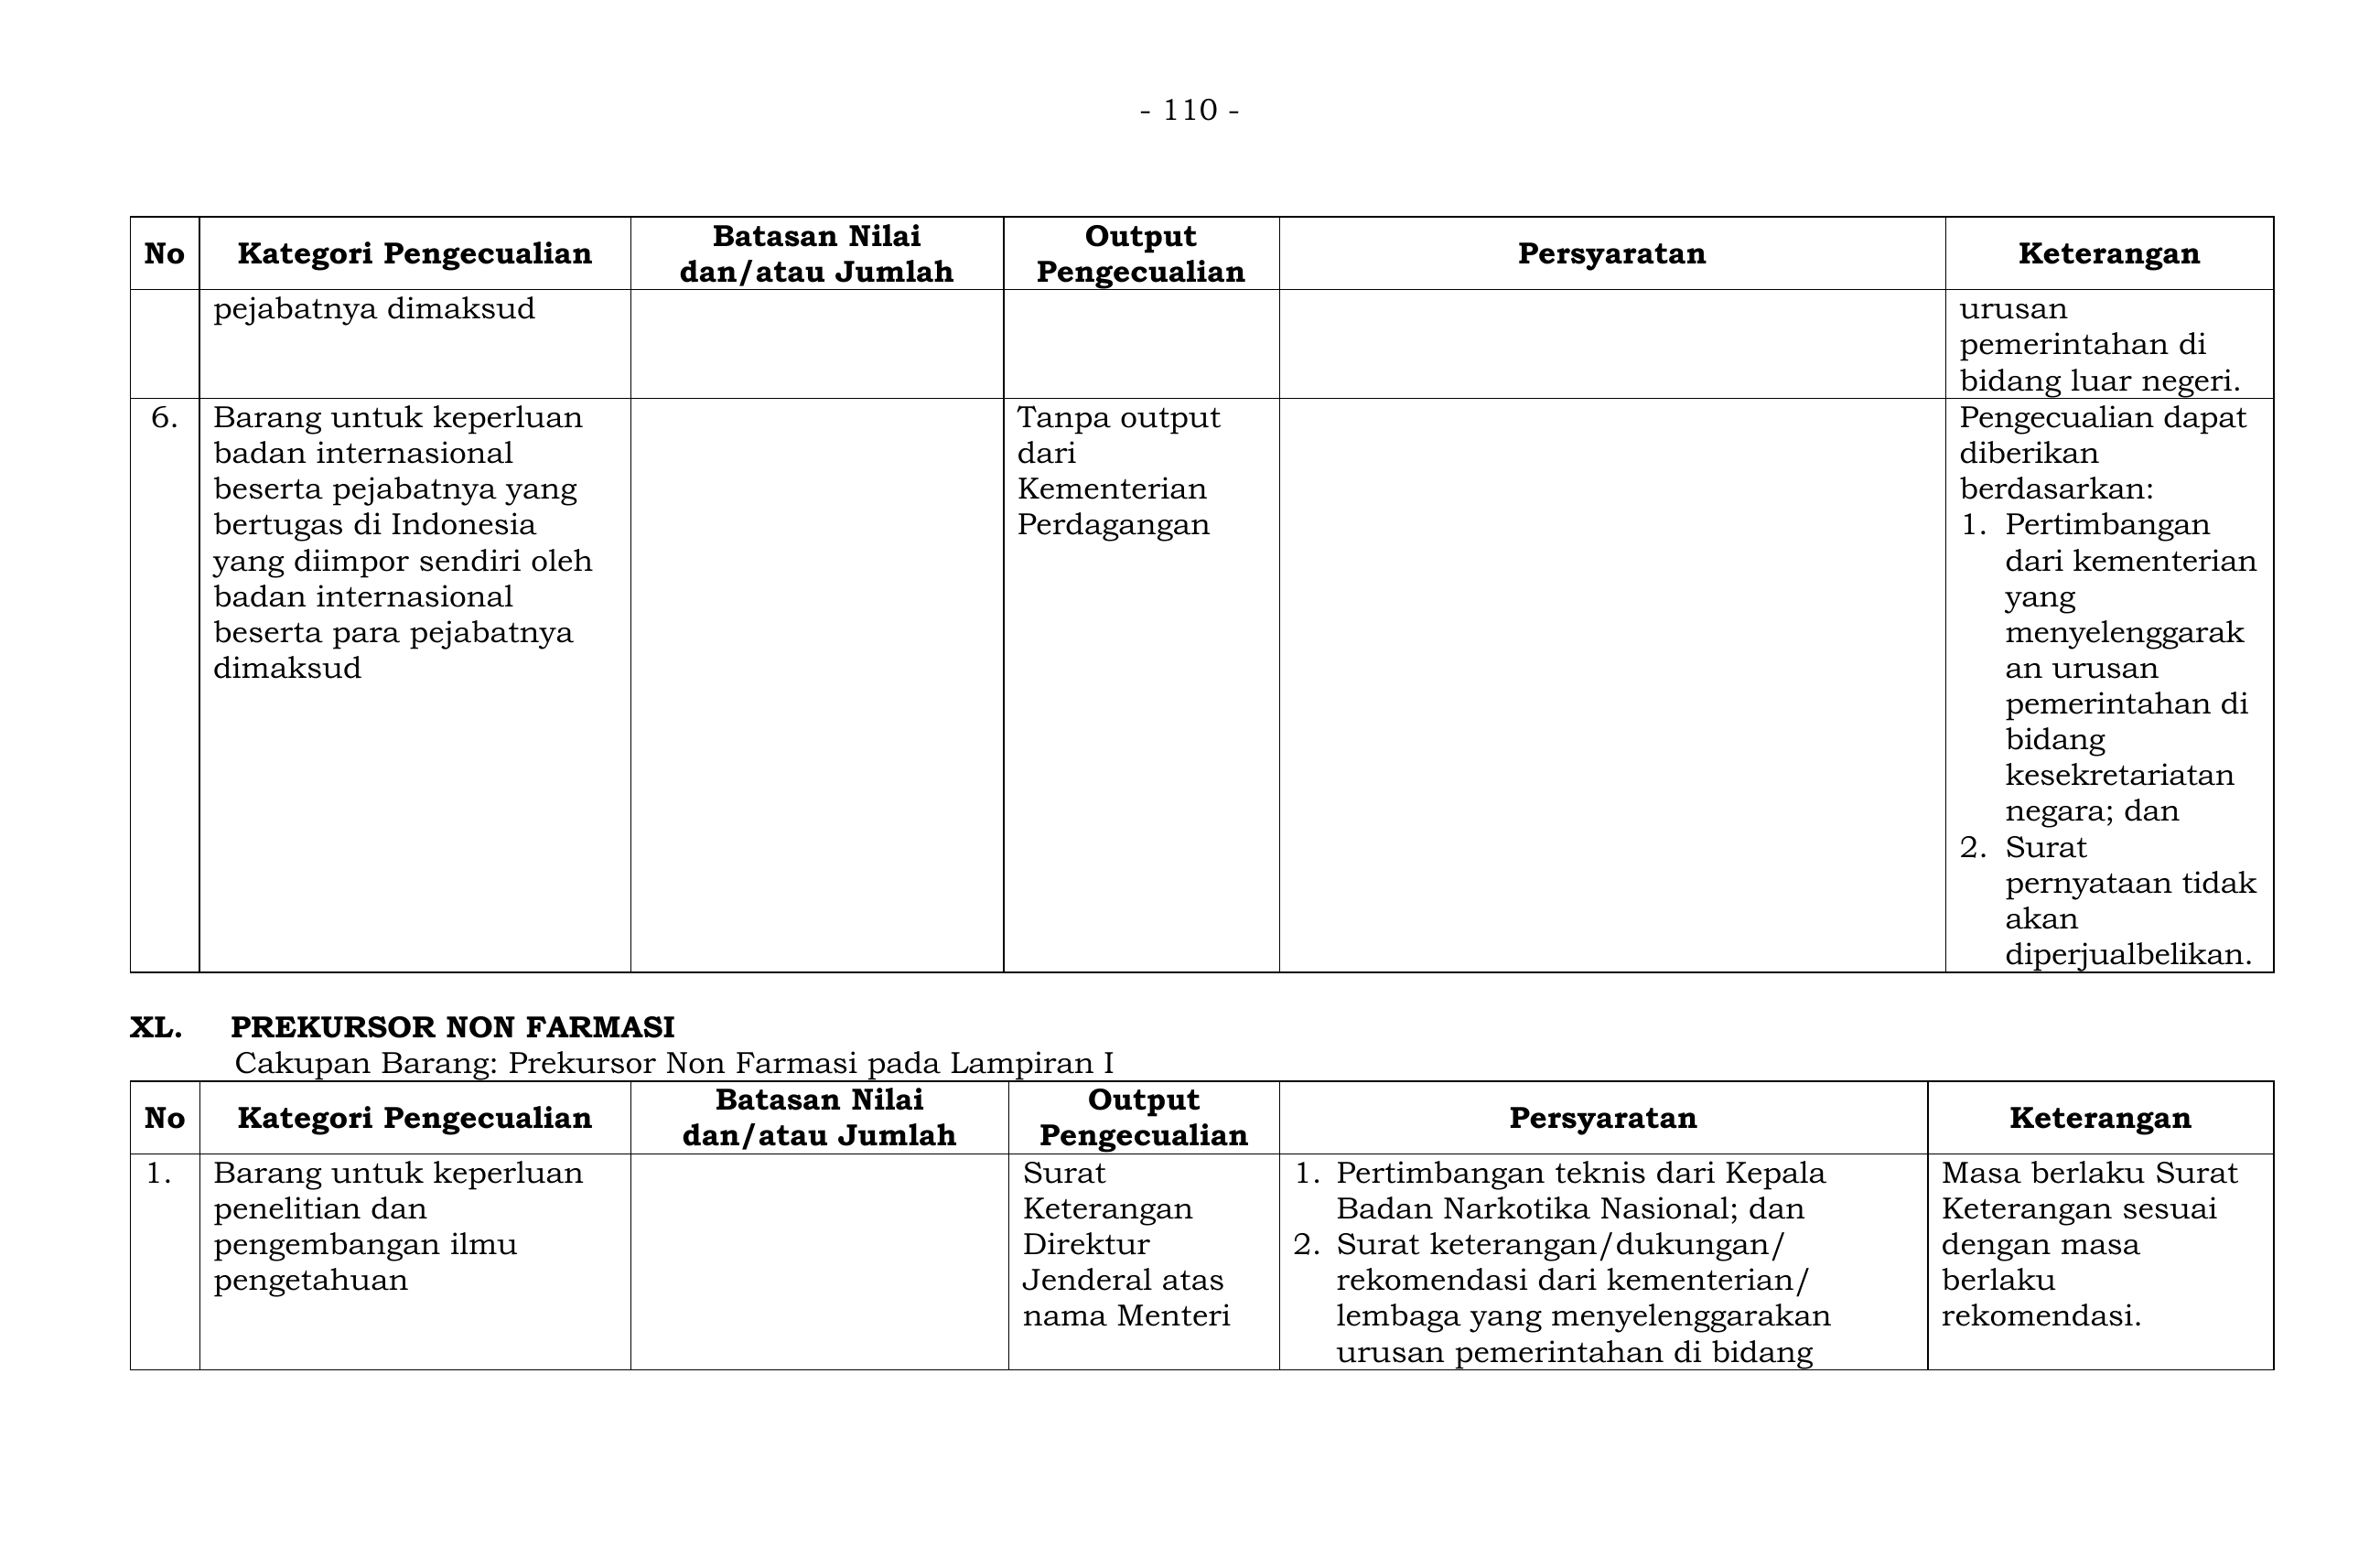 - 110 -
No
Kategori Pengecualian
Batasan Nilai
dan/atau Jumlah
Output
Pengecualian
Persyaratan
Keterangan
pejabatnya dimaksud
urusan
pemerintahan di
bidang luar negeri.
6.
Barang untuk keperluan
badan internasional
beserta pejabatnya yang
bertugas di Indonesia
yang diimpor sendiri oleh
badan internasional
beserta para pejabatnya
dimaksud
Tanpa output
dari
Kementerian
Perdagangan
Pengecualian dapat
diberikan
berdasarkan:
1. Pertimbangan
dari kementerian
yang
menyelenggarak
an urusan
pemerintahan di
bidang
kesekretariatan
negara; dan
2. Surat
pernyataan tidak
akan
diperjualbelikan.
XL. PREKURSOR NON FARMASI
Cakupan Barang: Prekursor Non Farmasi pada Lampiran I
No
Kategori Pengecualian
Batasan Nilai
dan/atau Jumlah
Output
Pengecualian
Persyaratan
Keterangan
1.
Barang untuk keperluan
penelitian dan
pengembangan ilmu
pengetahuan
Surat
Keterangan
Direktur
Jenderal atas
nama Menteri
1. Pertimbangan teknis dari Kepala
Badan Narkotika Nasional; dan
2. Surat keterangan/dukungan/
rekomendasi dari kementerian/
lembaga yang menyelenggarakan
urusan pemerintahan di bidang
Masa berlaku Surat
Keterangan sesuai
dengan masa
berlaku
rekomendasi.